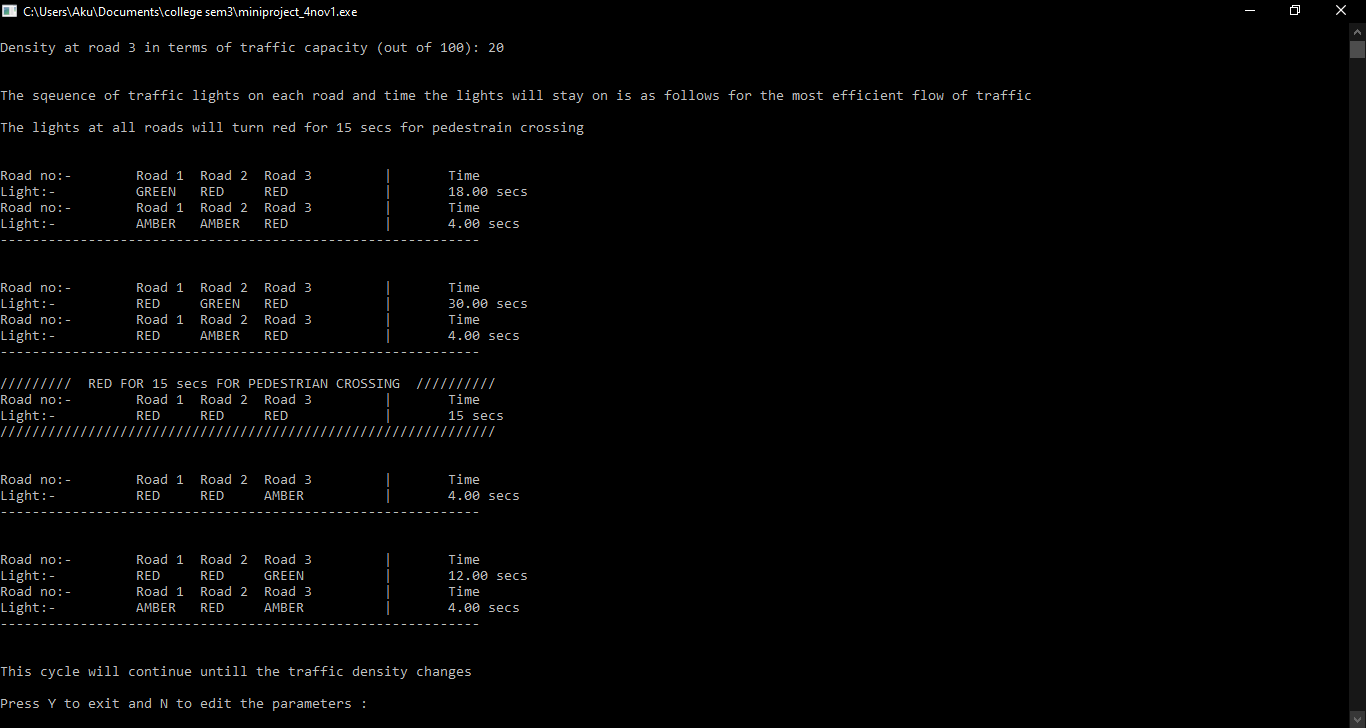 C:\Users\Aku\Documents\college sem3\miniproject_4nov1.exe
Density at road 3 in terms of traffic capacity (out of 100): 20
The sqeuence of traffic lights on each road and time the lights will stay on is as follows for the most efficient flow of traffic
The lights at all roads will turn red for 15 secs for pedestrain crossing
Road no:-        Road 1  Road 2  Road 3         |       Time
Light:-          GREEN   RED     RED            |       18.00 secs
Road no:-        Road 1  Road 2  Road 3         |       Time
Light:-          AMBER   AMBER   RED            |       4.00 secs
------------------------------------------------------------
Road no:-        Road 1  Road 2  Road 3         |       Time
Light:-          RED     GREEN   RED            |       30.00 secs
Road no:-        Road 1  Road 2  Road 3         |       Time
Light:-          RED     AMBER   RED            |       4.00 secs
------------------------------------------------------------
/////////  RED FOR 15 secs FOR PEDESTRIAN CROSSING  //////////
Road no:-        Road 1  Road 2  Road 3         |       Time
Light:-          RED     RED     RED            |       15 secs
//////////////////////////////////////////////////////////////
Road no:-        Road 1  Road 2  Road 3         |       Time
Light:-          RED     RED     AMBER          |       4.00 secs
------------------------------------------------------------
Road no:-        Road 1  Road 2  Road 3         |       Time
Light:-          RED     RED     GREEN          |       12.00 secs
Road no:-        Road 1  Road 2  Road 3         |       Time
Light:-          AMBER   RED     AMBER          |       4.00 secs
------------------------------------------------------------
This cycle will continue untill the traffic density changes
Press Y to exit and N to edit the parameters :